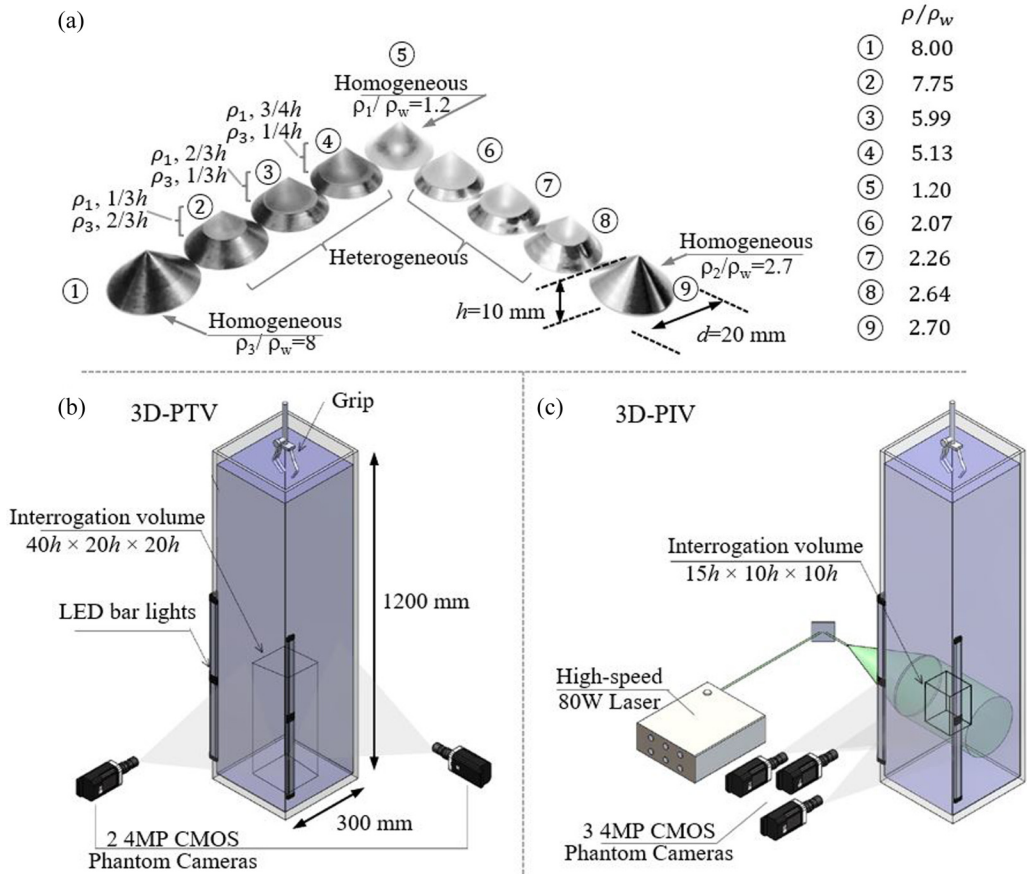 (a)
ρ/ρw
① 8.00
② 7.75
③ 5.99
④ 5.13
⑤ 1.20
⑥ 2.07
⑦ 2.26
⑧ 2.64
⑨ 2.70
⑤
Homogeneous
ρ1/ ρw=1.2
ρ1, 3/4h
ρ3, 1/4h
④
ρ1, 2/3h
ρ3, 1/3h
③
ρ1, 1/3h
ρ3, 2/3h
②
①
⑥
⑦
⑧
⑨
Heterogeneous
Homogeneous
ρ2/ρw=2.7
h=10 mm
d=20 mm
Homogeneous
ρ3/ ρw=8
(b)
3D-PTV
Grip
Interrogation volume
40h × 20h × 20h
LED bar lights
1200 mm
300 mm
2 4MP CMOS
Phantom Cameras
(c)
3D-PIV
Interrogation volume
15h × 10h × 10h
High-speed
80W Laser
3 4MP CMOS
Phantom Cameras